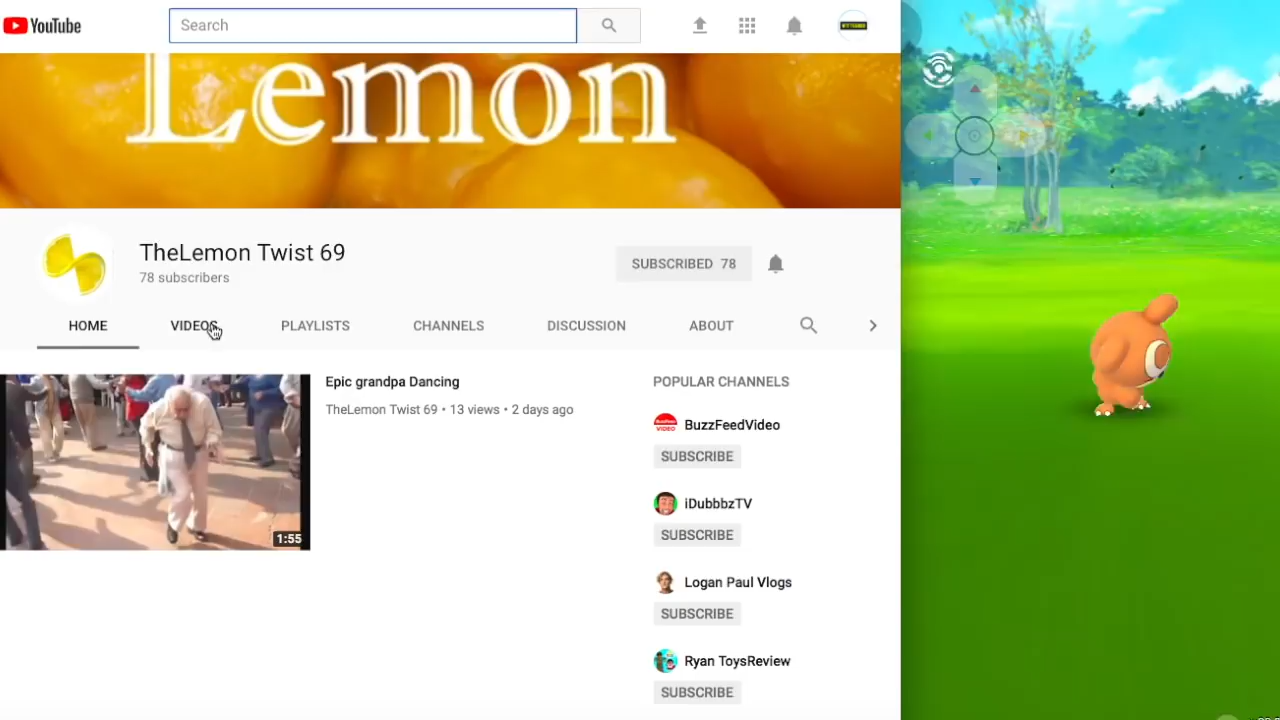 YouTube
Search
Lemon
TheLemon Twist 69
78 subscribers
SUBSCRIBED 78
HOME
VIDEOS
PLAYLISTS
CHANNELS
DISCUSSION
ABOUT
Epic grandpa Dancing
TheLemon Twist 69 • 13 views • 2 days ago
1:55
POPULAR CHANNELS
BuzzFeedVideo
SUBSCRIBE
iDubbbzTV
SUBSCRIBE
Logan Paul Vlogs
SUBSCRIBE
Ryan ToysReview
SUBSCRIBE